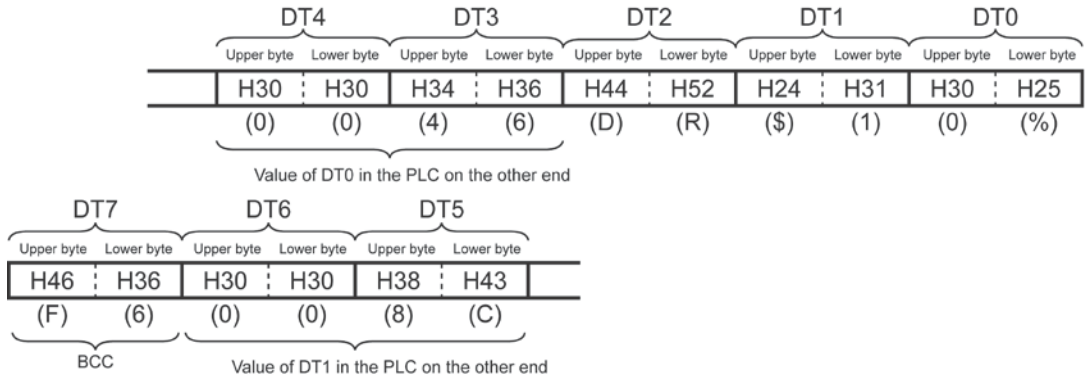 DT4 DT3 DT2 DT1 DT0
Upper byte Lower byte Upper byte Lower byte Upper byte Lower byte Upper byte Lower byte Upper byte Lower byte
H30 H30 H34 H36 H44 H52 H24 H31 H30 H25
(0) (0) (4) (6) (D) (R) ($) (1) (0) (%)
Value of DT0 in the PLC on the other end
DT7 DT6 DT5
Upper byte Lower byte Upper byte Lower byte Upper byte Lower byte
H46 H36 H30 H30 H38 H43
(F) (6) (0) (0) (8) (C)
BCC Value of DT1 in the PLC on the other end